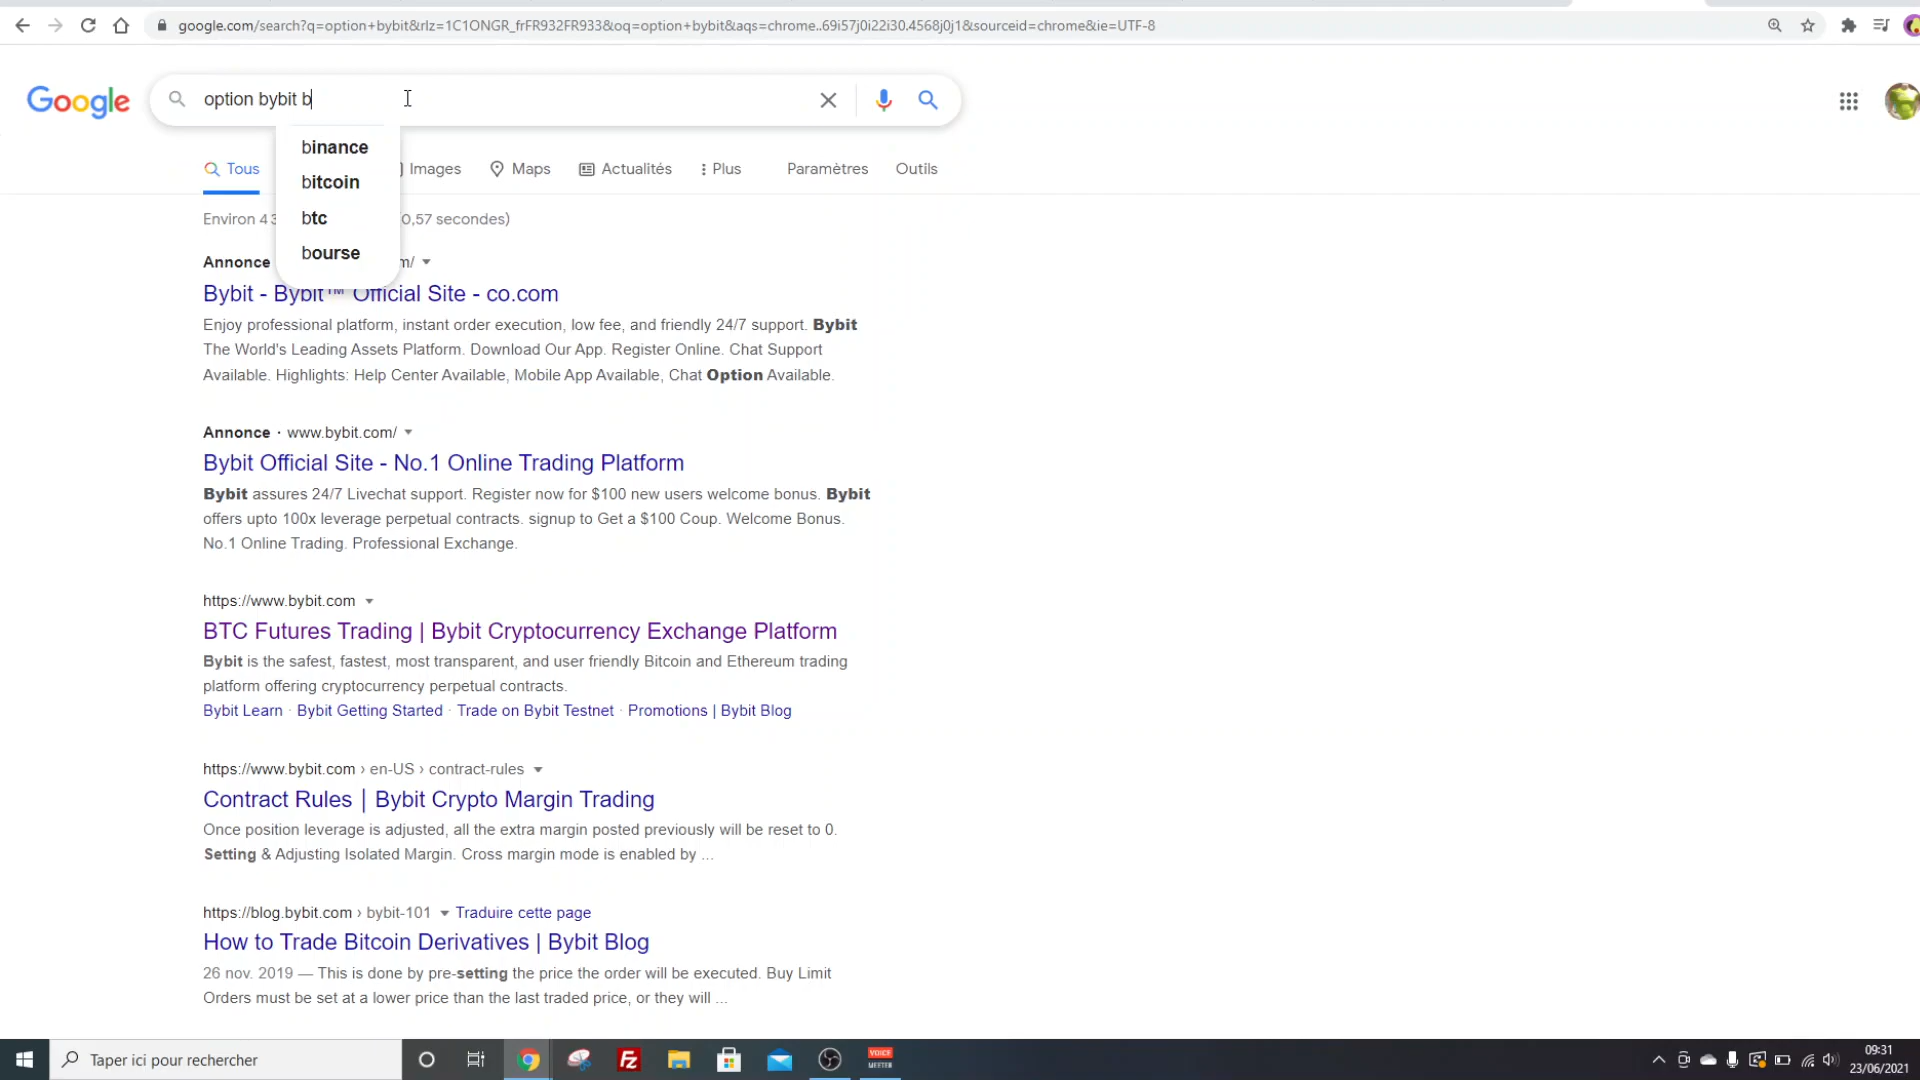 google.com/search?q=option+bybit&rlz=1C1ONGR_frFR932FR933&oq=option+bybit&aqs=chrome..69i57j0i22i30.4568j0j1&sourceid=chrome&ie=UTF-8
Google
option bybit b
binance
bitcoin
btc
bourse
Tous
Images
Maps
Actualités
Plus
Paramètres
Outils
Environ 4 3
0,57 secondes)
Annonce
m/
Bybit - Bybit™ Official Site - co.com
Enjoy professional platform, instant order execution, low fee, and friendly 24/7 support. Bybit
The World's Leading Assets Platform. Download Our App. Register Online. Chat Support
Available. Highlights: Help Center Available, Mobile App Available, Chat Option Available.
Annonce · www.bybit.com/
Bybit Official Site - No.1 Online Trading Platform
Bybit assures 24/7 Livechat support. Register now for $100 new users welcome bonus. Bybit
offers upto 100x leverage perpetual contracts. signup to Get a $100 Coup. Welcome Bonus.
No.1 Online Trading. Professional Exchange.
https://www.bybit.com
BTC Futures Trading | Bybit Cryptocurrency Exchange Platform
Bybit is the safest, fastest, most transparent, and user friendly Bitcoin and Ethereum trading
platform offering cryptocurrency perpetual contracts.
Bybit Learn · Bybit Getting Started · Trade on Bybit Testnet · Promotions | Bybit Blog
https://www.bybit.com › en-US › contract-rules
Contract Rules | Bybit Crypto Margin Trading
Once position leverage is adjusted, all the extra margin posted previously will be reset to 0.
Setting & Adjusting Isolated Margin. Cross margin mode is enabled by ...
https://blog.bybit.com › bybit-101
Traduire cette page
How to Trade Bitcoin Derivatives | Bybit Blog
26 nov. 2019 — This is done by pre-setting the price the order will be executed. Buy Limit
Orders must be set at a lower price than the last traded price, or they will ...
Taper ici pour rechercher
Fz
VOICE
MEETER
09:31
23/06/2021